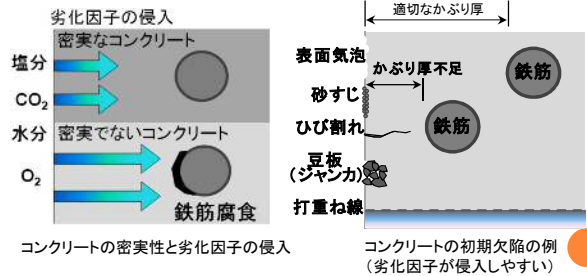 劣化因子の侵入
密実なコンクリート
塩分
CO2
水分
密実でないコンクリート
O2
鉄筋腐食
コンクリートの密実性と劣化因子の侵入
適切なかぶり厚
表面気泡
かぶり厚不足
鉄筋
砂すじ
ひび割れ
鉄筋
豆板
(ジャンカ)
打重ね線
コンクリートの初期欠陥の例
(劣化因子が侵入しやすい)